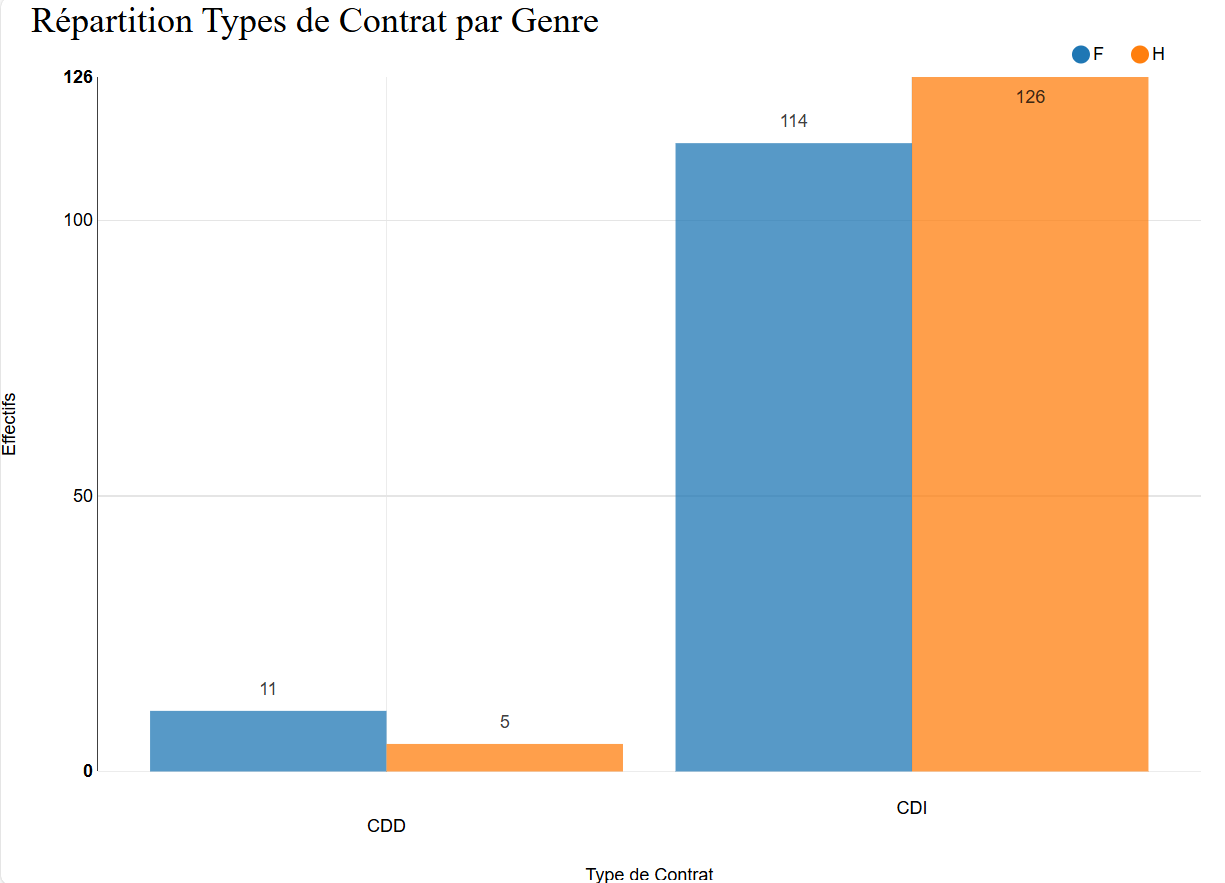 Répartition Types de Contrat par Genre
F H
126
126
114
100
Effectifs
50
11
5
0
CDD
CDI
Type de Contrat